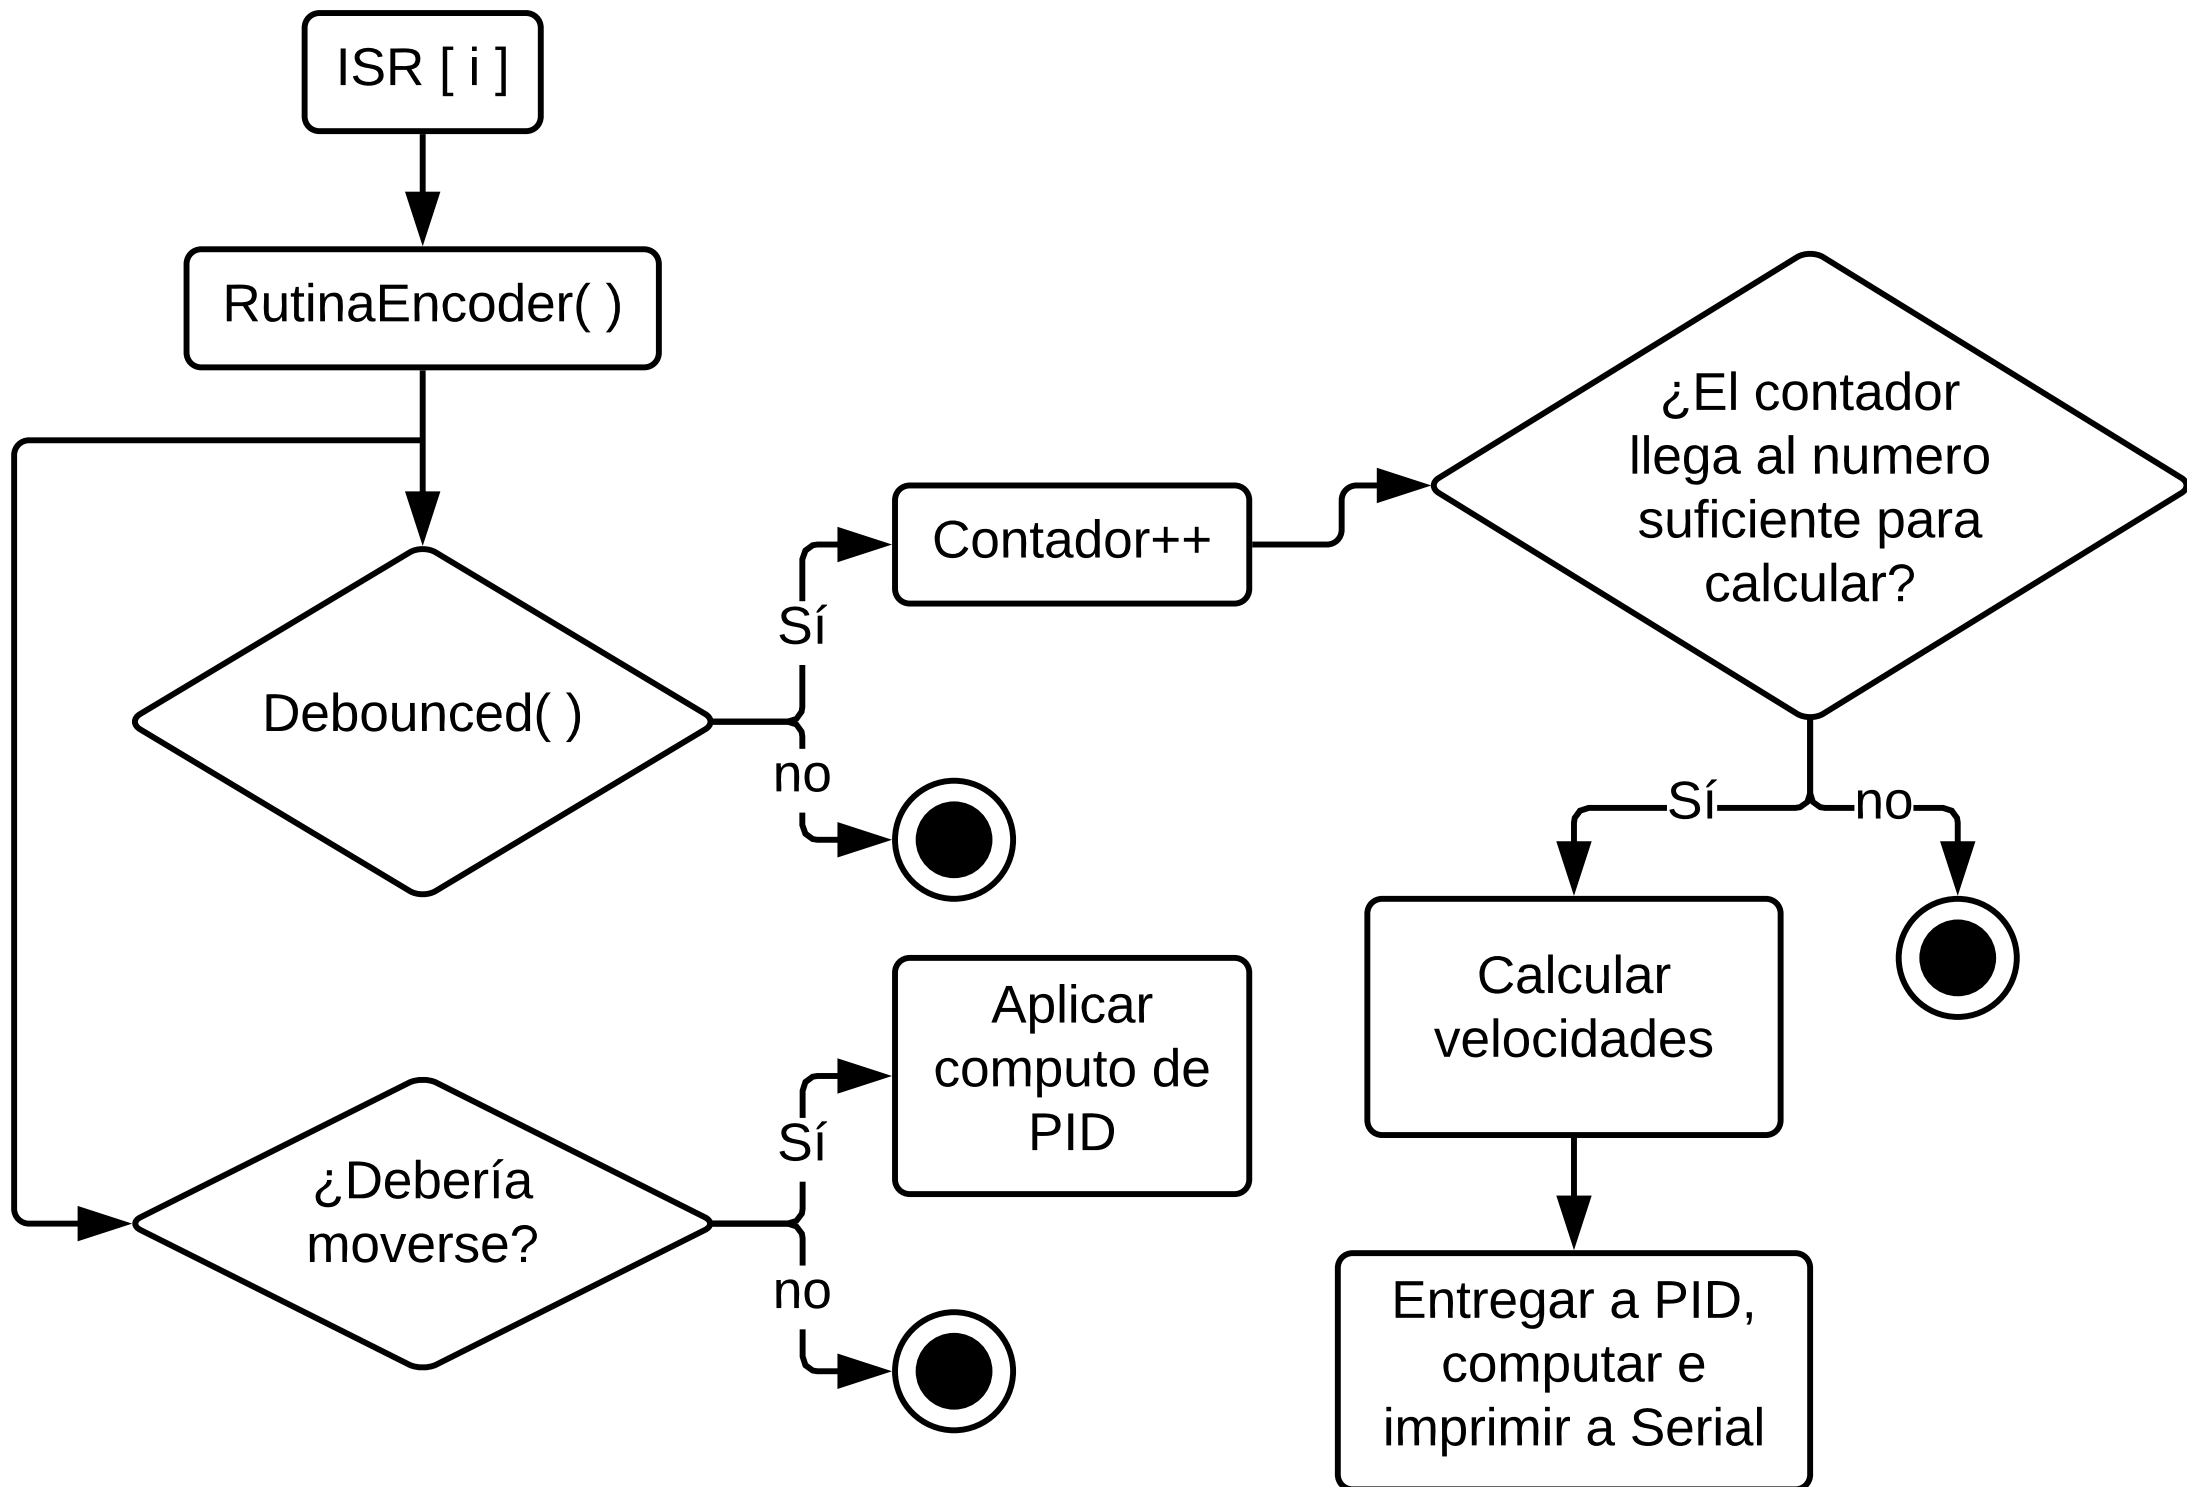 ISR [ i ]
RutinaEncoder( )
Debounced( )
Sí
no
Contador++
¿El contador
llega al numero
suficiente para
calcular?
Sí
no
Calcular
velocidades
Entregar a PID,
computar e
imprimir a Serial
¿Debería
moverse?
Sí
no
Aplicar
computo de
PID